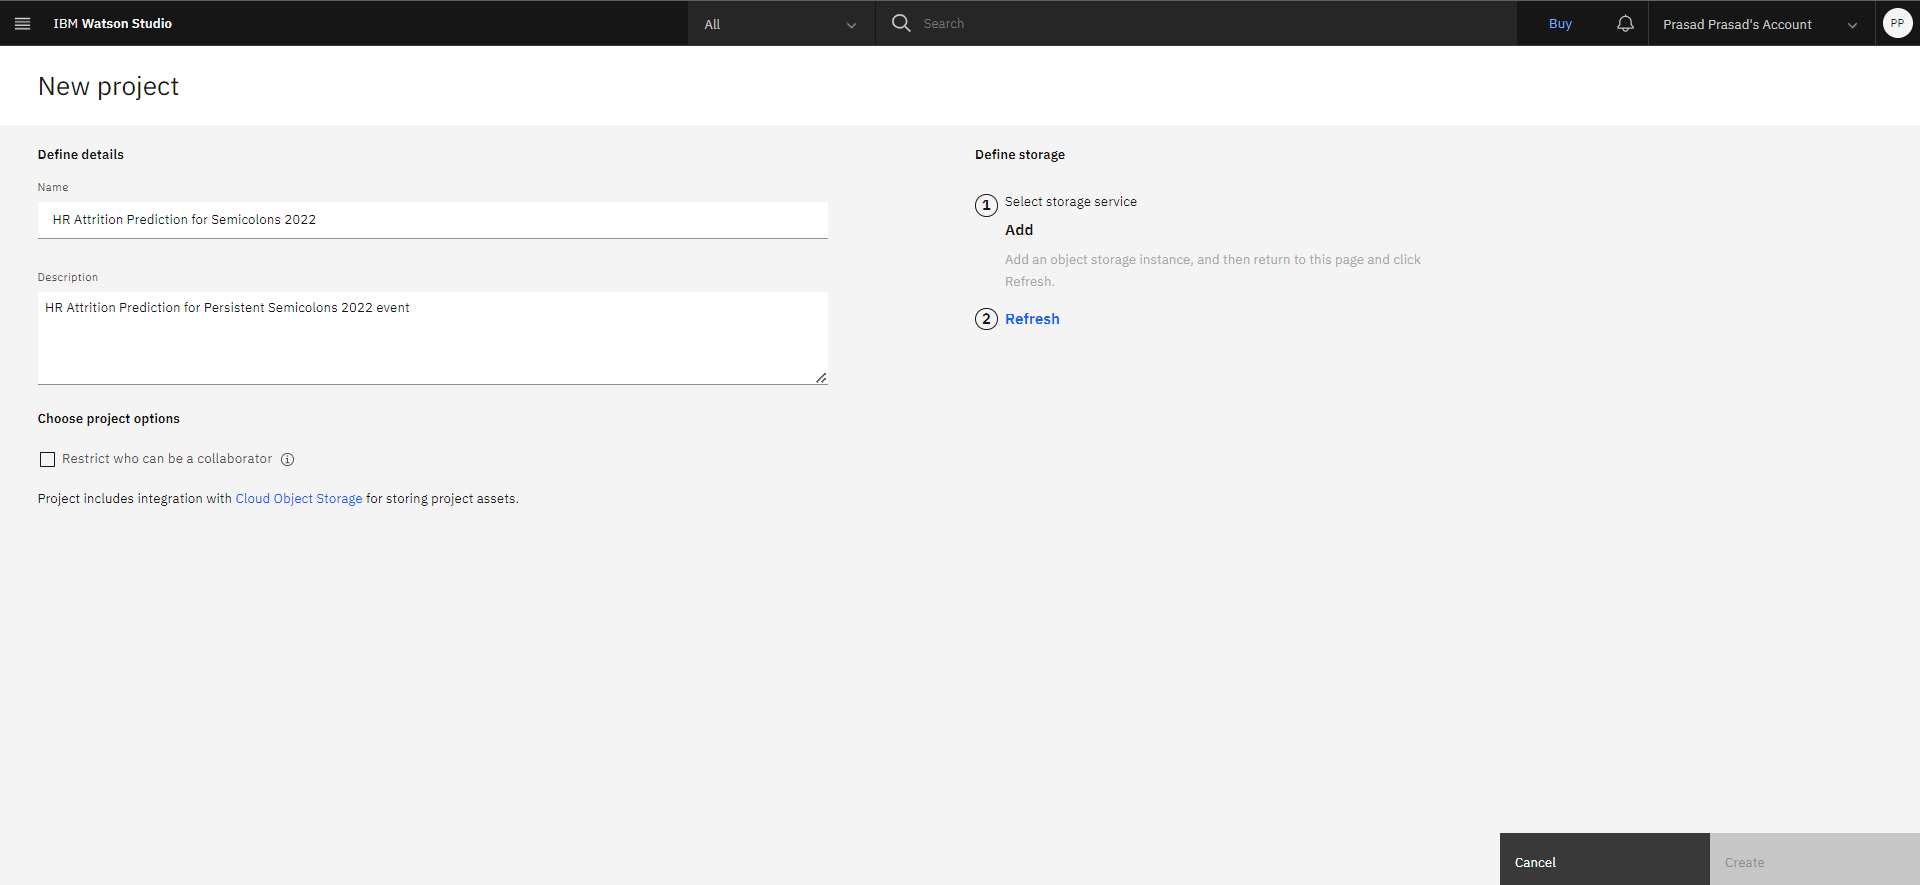 IBM Watson Studio
All
Search
Buy
Prasad Prasad's Account
PP
New project
Define details
Name
HR Attrition Prediction for Semicolons 2022
Description
HR Attrition Prediction for Persistent Semicolons 2022 event
Choose project options
Restrict who can be a collaborator
Project includes integration with Cloud Object Storage for storing project assets.
Define storage
1 Select storage service
Add
Add an object storage instance, and then return to this page and click
Refresh.
2 Refresh
Cancel
Create